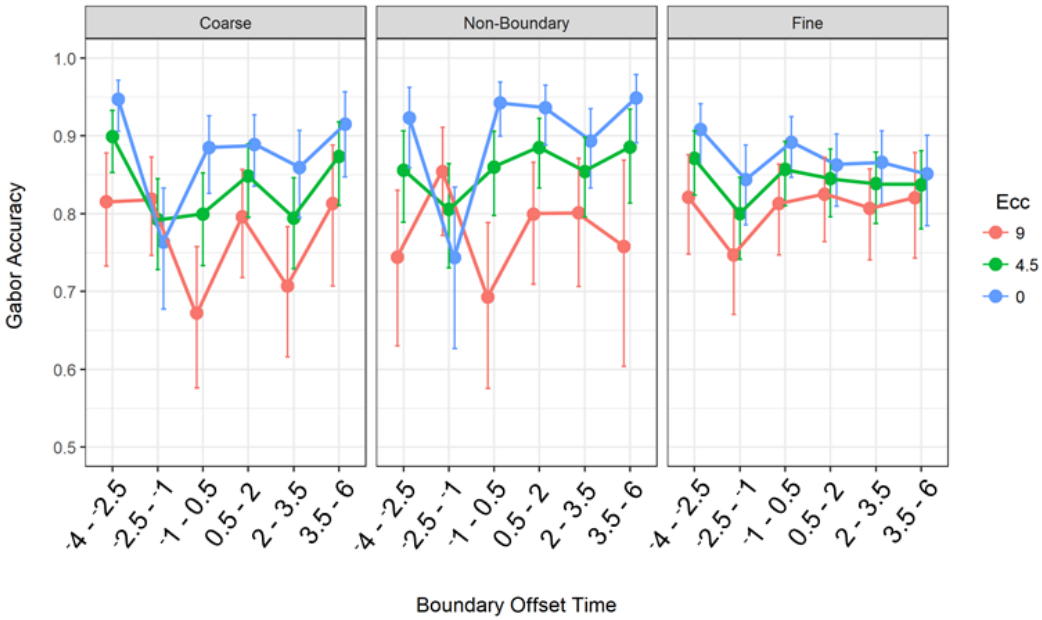 Coarse
Non-Boundary
Fine
Gabor Accuracy
1.0
0.9
0.8
0.7
0.6
0.5
-4 - -2.5
-2.5 - -1
-1 - 0.5
0.5 - 2
2 - 3.5
3.5 - 6
-4 - -2.5
-2.5 - -1
-1 - 0.5
0.5 - 2
2 - 3.5
3.5 - 6
-4 - -2.5
-2.5 - -1
-1 - 0.5
0.5 - 2
2 - 3.5
3.5 - 6
Boundary Offset Time
Ecc
9
4.5
0